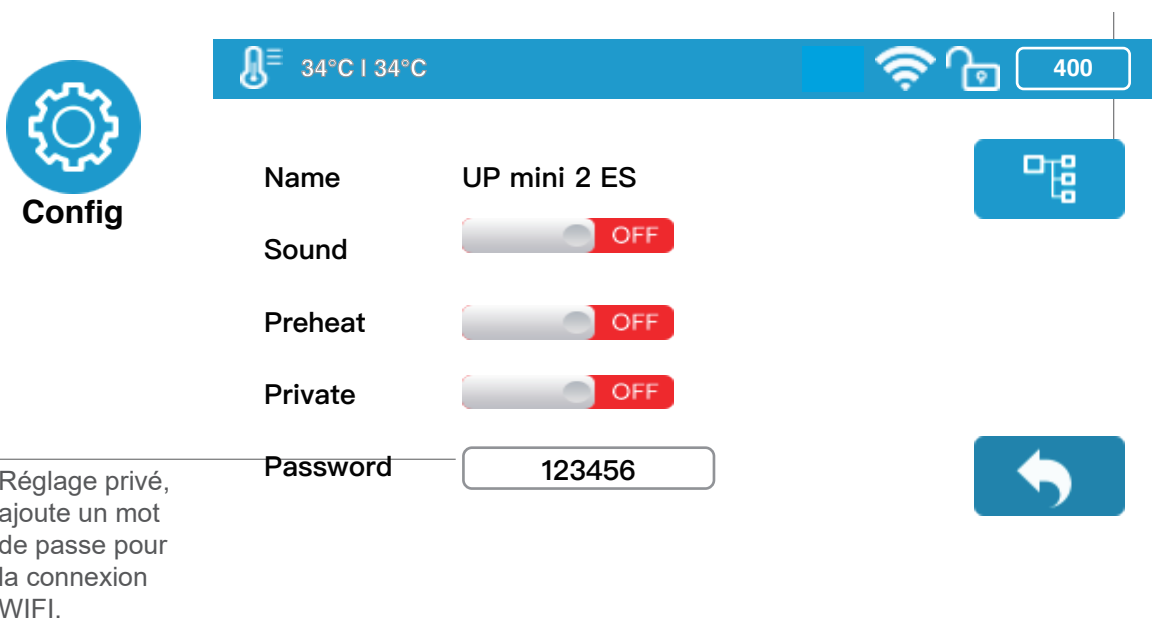 34°C I 34°C
400
Config
Name UP mini 2 ES
Sound OFF
Preheat OFF
Private OFF
Password 123456
Réglage privé,
ajoute un mot
de passe pour
la connexion
WIFI.